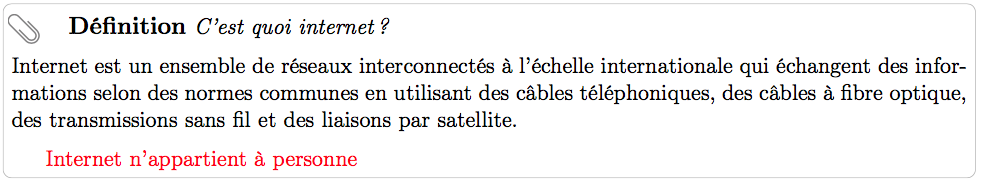 Définition C'est quoi internet ?
Internet est un ensemble de réseaux interconnectés à l'échelle internationale qui échangent des infor-
mations selon des normes communes en utilisant des câbles téléphoniques, des câbles à fibre optique,
des transmissions sans fil et des liaisons par satellite.
Internet n'appartient à personne